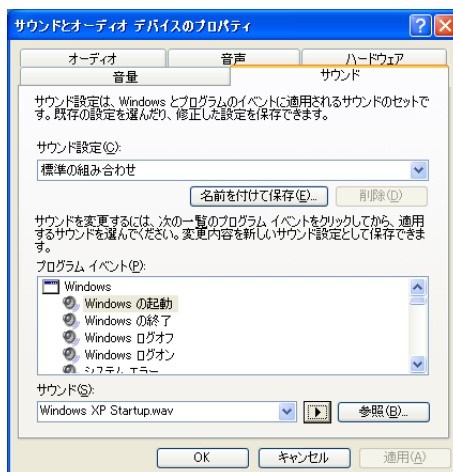 サウンドとオーディオ デバイスのプロパティ
オーディオ 音声 ハードウェア
音量 サウンド
サウンド設定は、Windows とプログラムのイベントに適用されるサウンドのセットで
す。既存の設定を選んだり、修正した設定を保存できます。
サウンド設定(C):
標準の組み合わせ
名前を付けて保存(E)... 削除(D)
サウンドを変更するには、次の一覧のプログラム イベントをクリックしてから、適用
するサウンドを選んでください。変更内容を新しいサウンド設定として保存できま
す。
プログラム イベント(P):
Windows
Windows の起動
Windows の終了
Windows ログオフ
Windows ログオン
システム エラー
サウンド(S):
Windows XP Startup.wav 参照(B)...
OK キャンセル 適用(A)